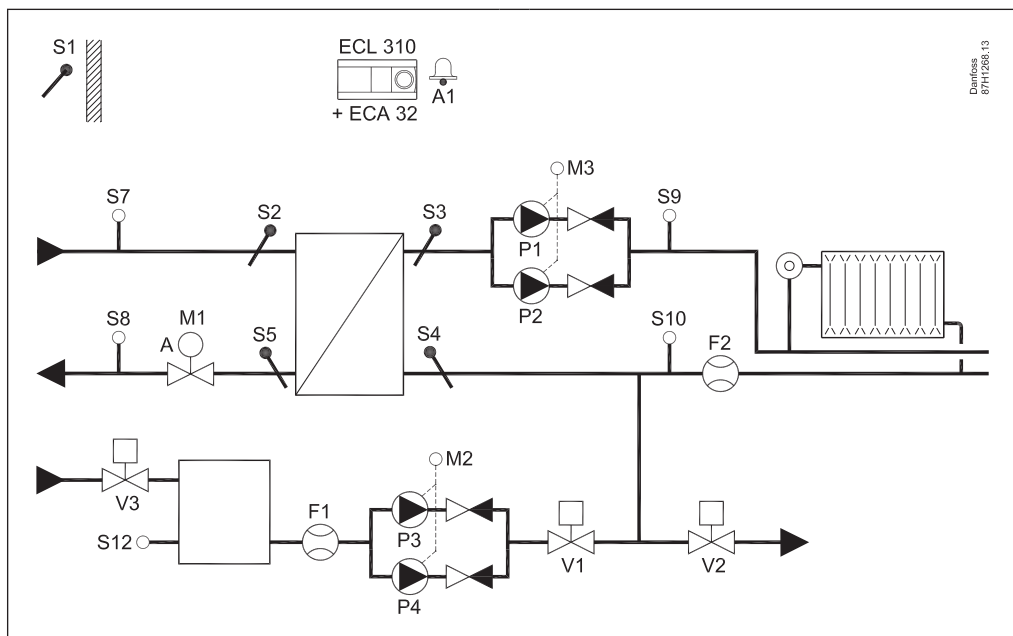 S1
ECL 310
A1
+ ECA 32
Danfoss
87H1268.13
M3
S7
S2
S3
S9
P1
P2
S8
M1
A
S5
S4
S10
F2
M2
V3
F1
P3
S12
V1
V2
P4